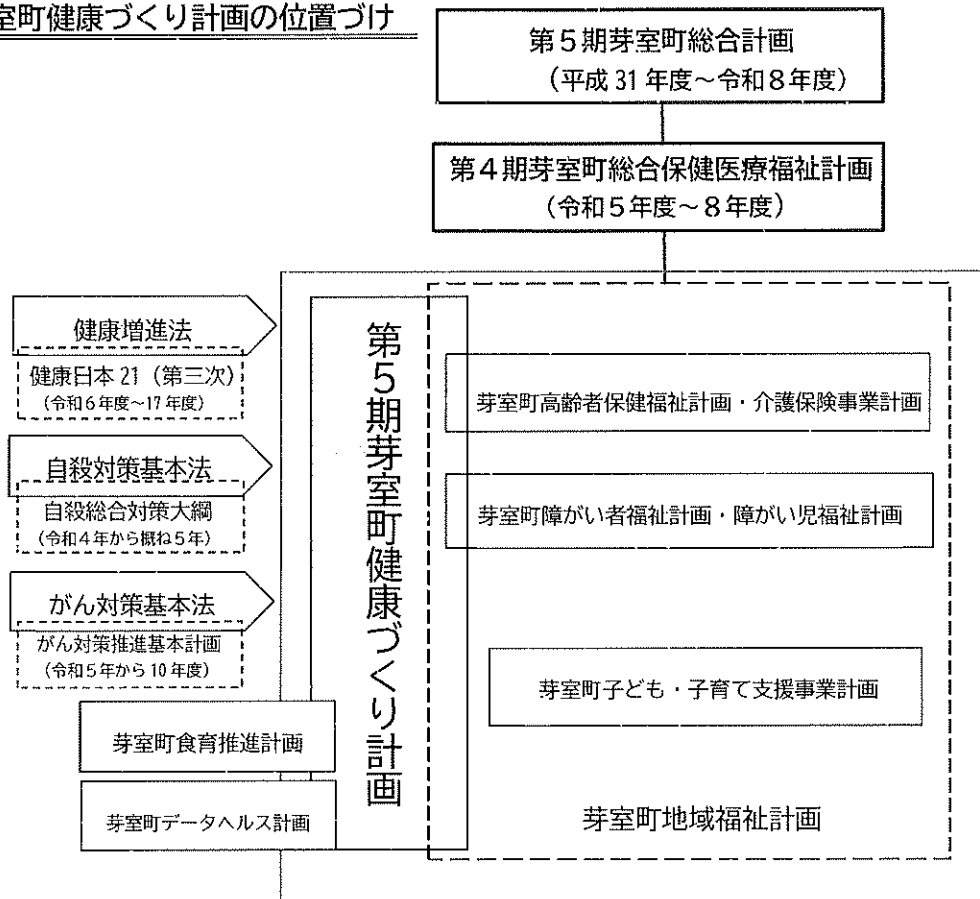 室町健康づくり計画の位置づけ
第5期芽室町総合計画
(平成31年度～令和8年度)
第4期芽室町総合保健医療福祉計画
(令和5年度～8年度)
健康増進法
健康日本21(第三次)
(令和6年度～17年度)
自殺対策基本法
自殺総合対策大綱
(令和4年から概ね5年)
がん対策基本法
がん対策推進基本計画
(令和5年から10年度)
芽室町食育推進計画
芽室町データヘルス計画
第5期芽室町健康づくり計画
芽室町高齢者保健福祉計画・介護保険事業計画
芽室町障がい者福祉計画・障がい児福祉計画
芽室町子ども・子育て支援事業計画
芽室町地域福祉計画